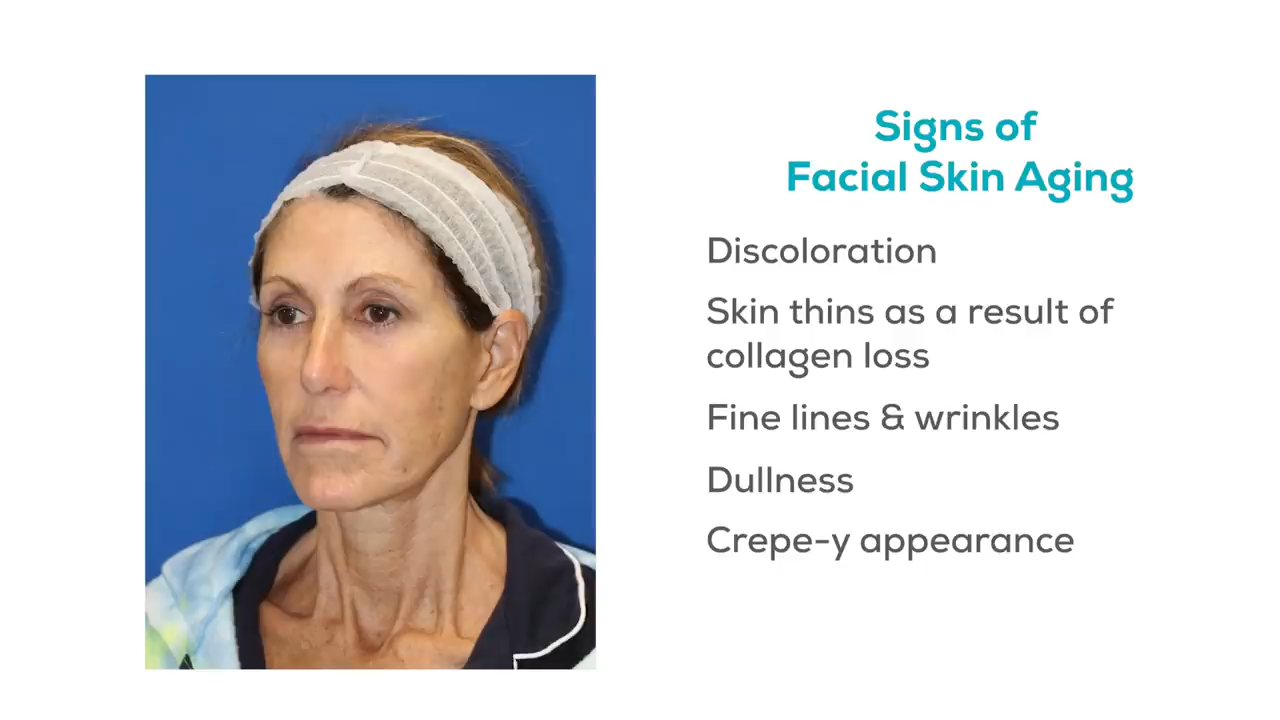 Signs of
Facial Skin Aging
Discoloration
Skin thins as a result of
collagen loss
Fine lines & wrinkles
Dullness
Crepe-y appearance